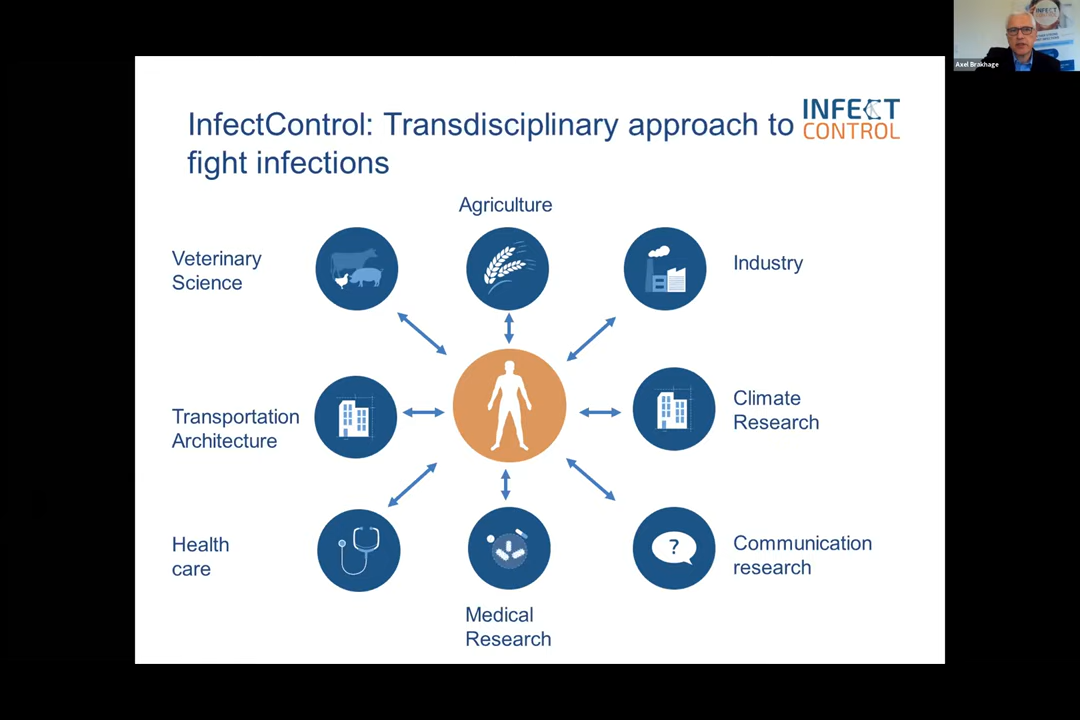 InfectControl: Transdisciplinary approach to
fight infections
INFECT
CONTROL
Agriculture
Veterinary
Science
Industry
Transportation
Architecture
Climate
Research
Health
care
?
Communication
research
Medical
Research
INFECT
Axel Brakhage